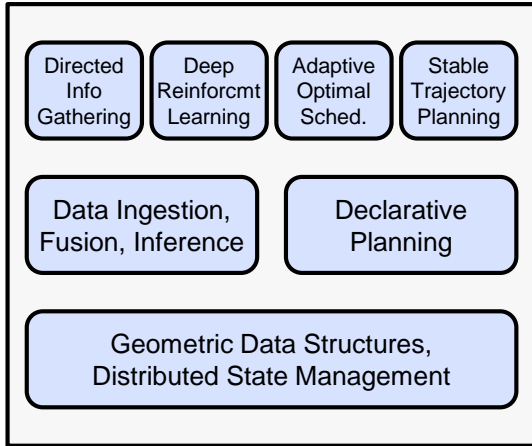 Directed
Info
Gathering
Deep
Reinforcmt
Learning
Adaptive
Optimal
Sched.
Stable
Trajectory
Planning
Data Ingestion,
Fusion, Inference
Declarative
Planning
Geometric Data Structures,
Distributed State Management